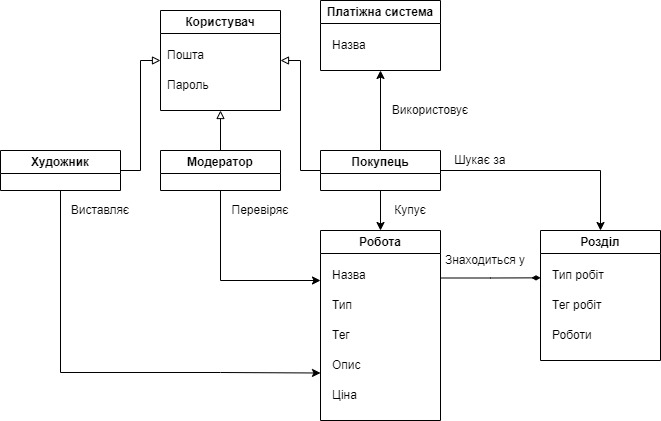 Користувач
Пошта
Пароль
Платіжна система
Назва
Використовує
Художник
Модератор
Покупець
Шукає за
Виставляє
Перевіряє
Купує
Робота
Назва
Тип
Тег
Опис
Ціна
Знаходиться у
Розділ
Тип робіт
Тег робіт
Роботи